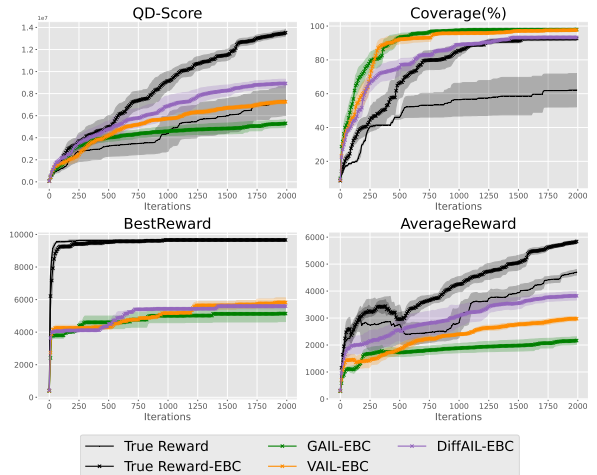 QD-Score
1e7
1.4
1.2
1.0
0.8
0.6
0.4
0.2
0.0
0 250 500 750 1000 1250 1500 1750 2000
Iterations
Coverage(%)
100
80
60
40
20
0 250 500 750 1000 1250 1500 1750 2000
Iterations
BestReward
10000
8000
6000
4000
2000
0
0 250 500 750 1000 1250 1500 1750 2000
Iterations
AverageReward
6000
5000
4000
3000
2000
1000
0
0 250 500 750 1000 1250 1500 1750 2000
Iterations
True Reward
True Reward-EBC
GAIL-EBC
VAIL-EBC
DiffAIL-EBC